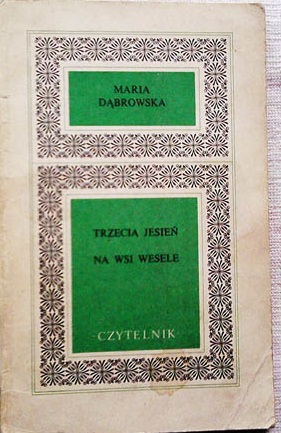 MARIA
DĄBROWSKA
TRZECIA JESIEŃ
NA WSI WESELE
CZYTELNIK